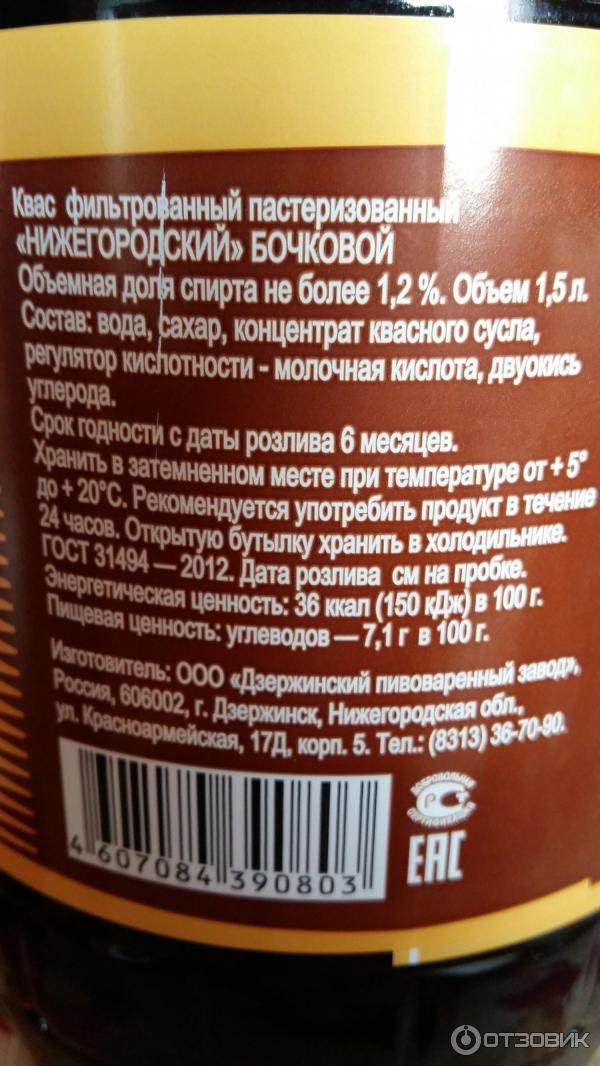 Квас фильтрованный пастеризованный
«НИЖЕГОРОДСКИЙ» БОЧКОВОЙ
Объемная доля спирта не более 1,2 %. Объем 1,5 л.
Состав: вода, сахар, концентрат квасного сусла,
регулятор кислотности - молочная кислота, двуокись
углерода.
Срок годности с даты розлива 6 месяцев.
Хранить в затемненном месте при температуре от + 5°
до + 20°С. Рекомендуется употребить продукт в течение
24 часов. Открытую бутылку хранить в холодильнике.
ГОСТ 31494 — 2012. Дата розлива см на пробке.
Энергетическая ценность: 36 ккал (150 кДж) в 100 г.
Пищевая ценность: углеводов — 7,1 г в 100 г.
Изготовитель: ООО «Дзержинский пивоваренный завод»,
Россия, 606002, г. Дзержинск, Нижегородская обл.,
ул. Красноармейская, 17Д, корп. 5. Тел.: (8313) 36-70-90.
ДОБРОВОЛЬНАЯ
СЕРТИФИКАЦИЯ
EAC
4 607084 390803
ОТЗОВИК